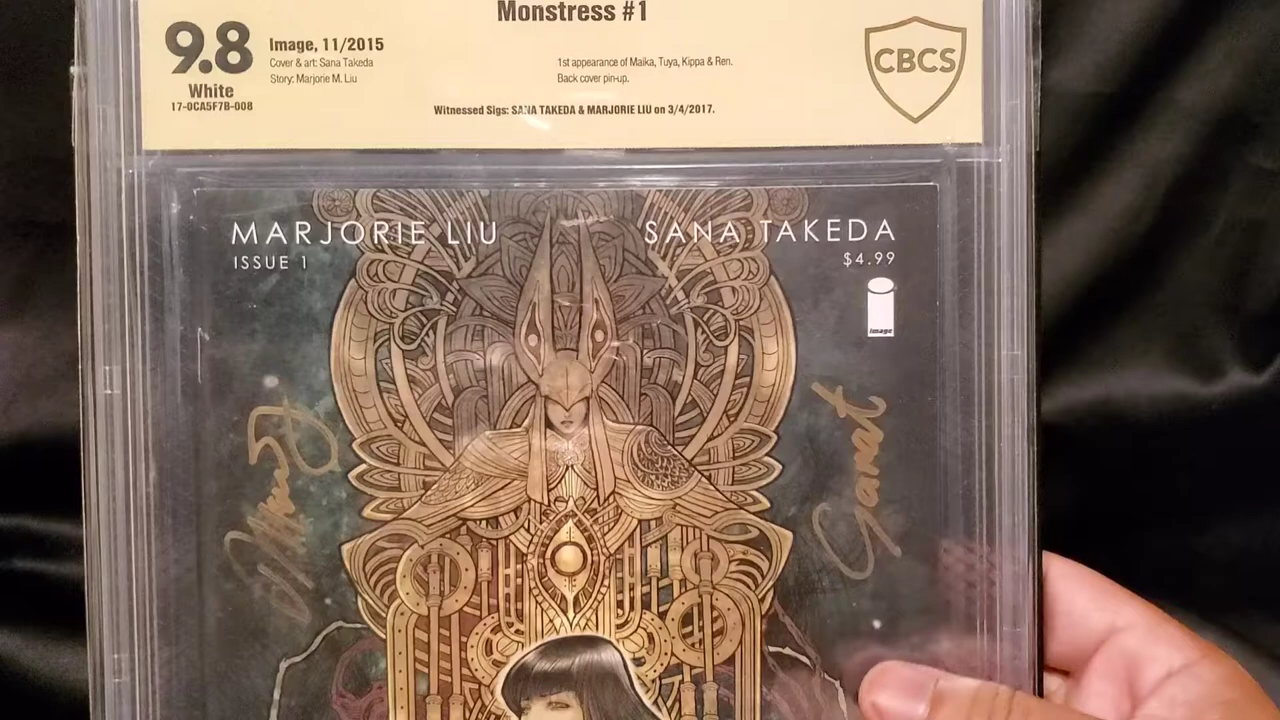 Monstress #1
9.8
White
17-0CA5F7B-008
Image, 11/2015
Cover & art: Sana Takeda
Story: Marjorie M. Liu
1st appearance of Maika, Tuya, Kippa & Ren.
Back cover pin-up.
Witnessed Sigs: SANA TAKEDA & MARJORIE LIU on 3/4/2017.
CBCS
MARJORIE LIU
ISSUE 1
SANA TAKEDA
$4.99
image